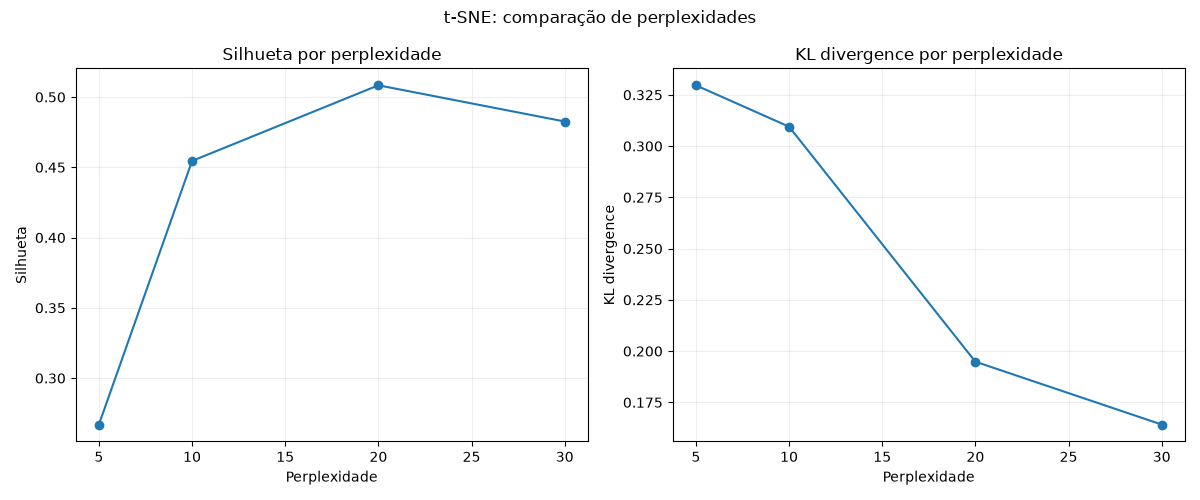 t-SNE: comparação de perplexidades
Silhueta por perplexidade
0.50
0.45
0.40
0.35
0.30
Silhueta
5 10 15 20 25 30
Perplexidade
KL divergence por perplexidade
0.325
0.300
0.275
0.250
0.225
0.200
0.175
KL divergence
5 10 15 20 25 30
Perplexidade